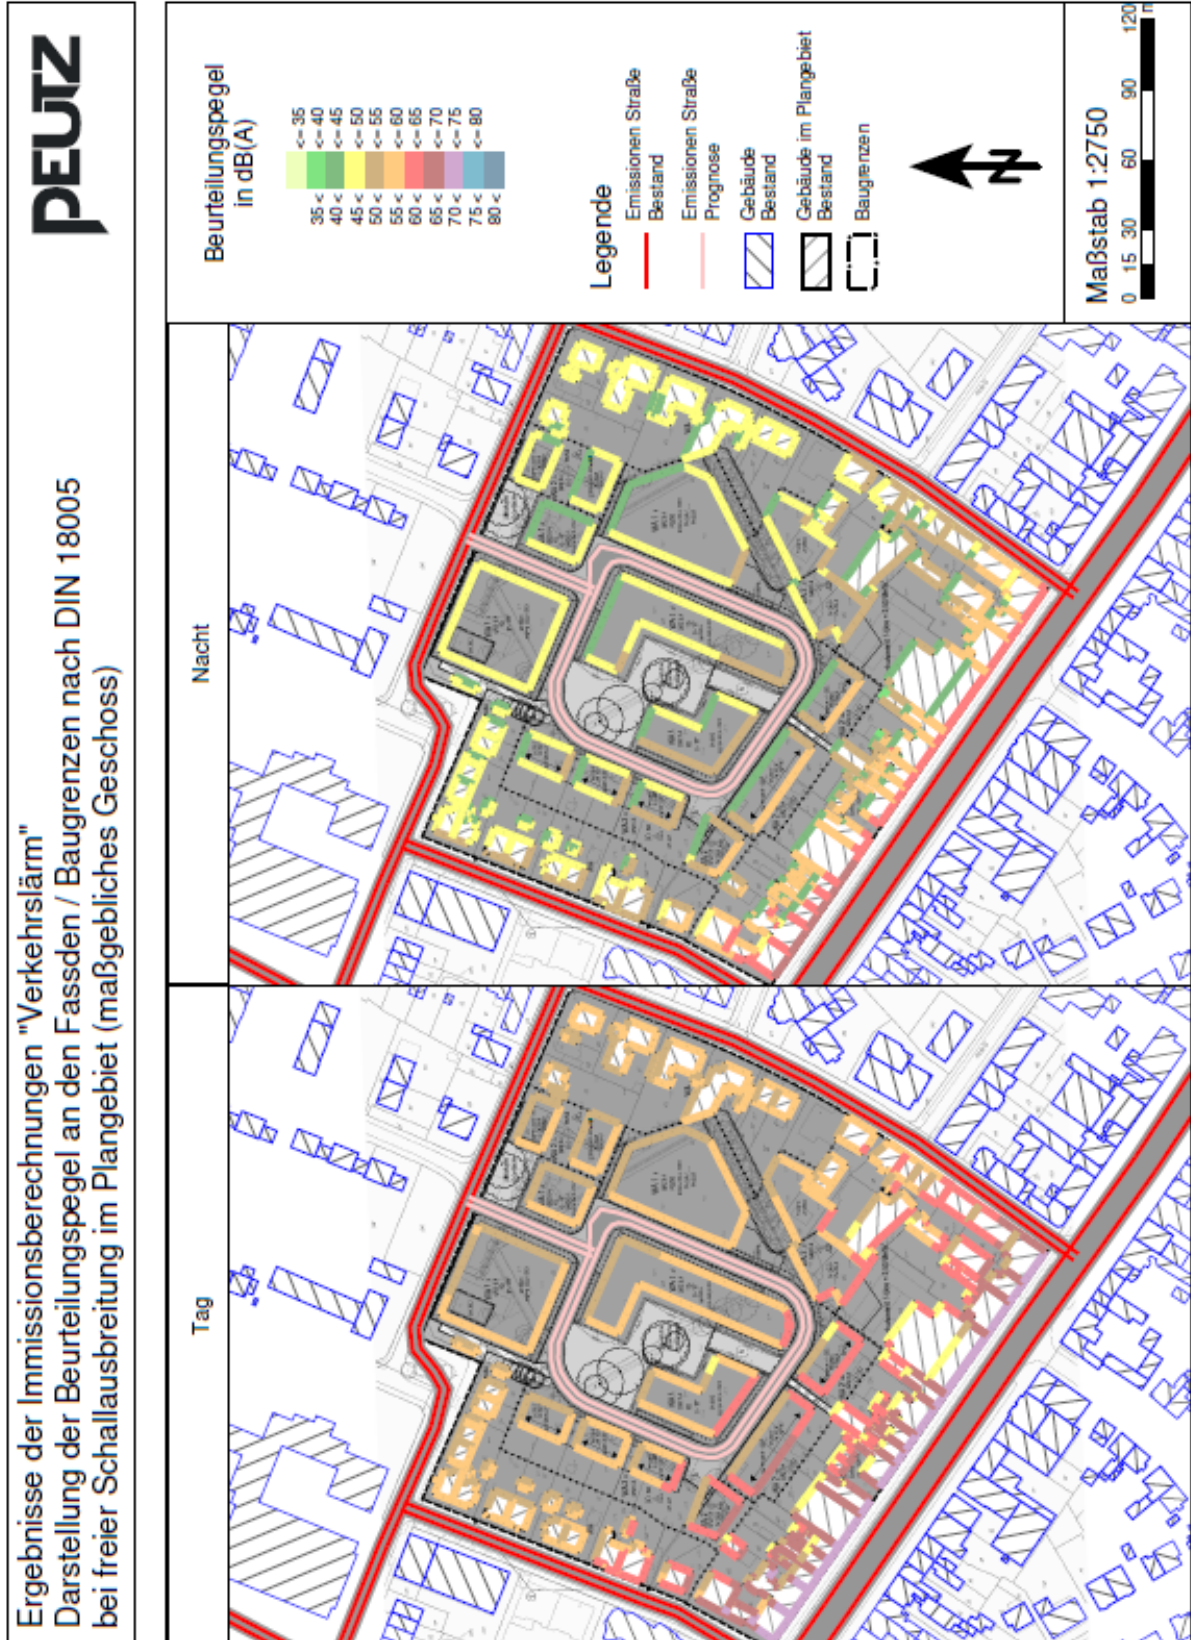 Ergebnisse der Immissionsberechnungen "Verkehrslärm"
Darstellung der Beurteilungspegel an den Fassden / Baugrenzen nach DIN 18005
bei freier Schallausbreitung im Plangebiet (maßgebliches Geschoss)
PEUTZ
Tag
Nacht
Beurteilungspegel
in dB(A)
<= 35
35 < <= 40
40 < <= 45
45 < <= 50
50 < <= 55
55 < <= 60
60 < <= 65
65 < <= 70
70 < <= 75
75 < <= 80
80 <
Legende
Emissionen Straße
Bestand
Emissionen Straße
Prognose
Gebäude
Bestand
Gebäude im Plangebiet
Bestand
Baugrenzen
N
Maßstab 1:2750
0 15 30 60 90 120
m